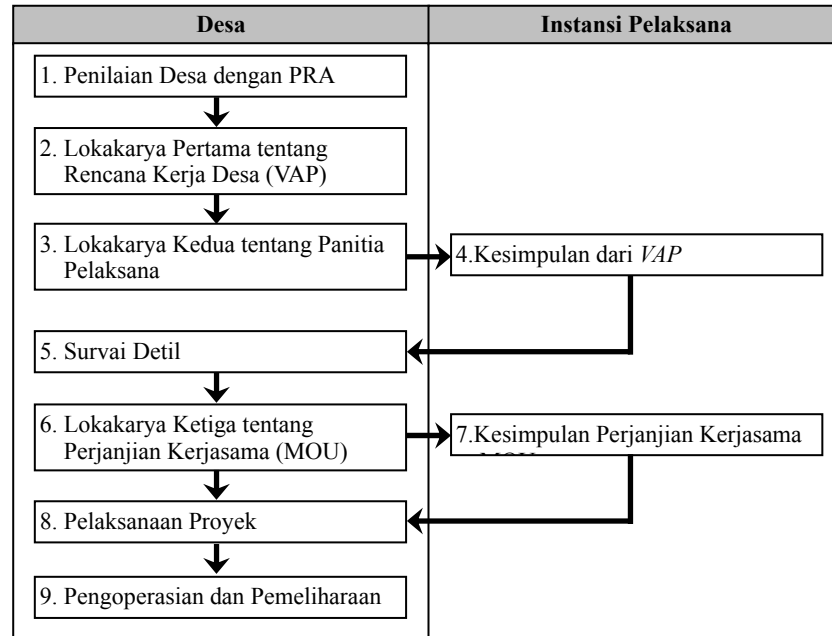 Desa
Instansi Pelaksana
1. Penilaian Desa dengan PRA
2. Lokakarya Pertama tentang
Rencana Kerja Desa (VAP)
3. Lokakarya Kedua tentang Panitia
Pelaksana
4.Kesimpulan dari VAP
5. Survai Detil
6. Lokakarya Ketiga tentang
Perjanjian Kerjasama (MOU)
7.Kesimpulan Perjanjian Kerjasama
8. Pelaksanaan Proyek
9. Pengoperasian dan Pemeliharaan